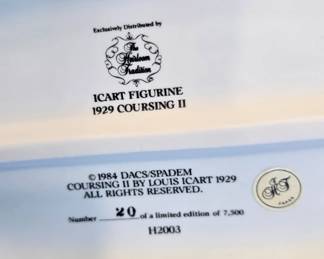 Exclusively Distributed by
The
Heirloom
Tradition
ICART FIGURINE
1929 COURSING II
© 1984 DACS/SPADEM
COURSING II BY LOUIS ICART 1929
ALL RIGHTS RESERVED.
Number 20 of a limited edition of 7,500
H2003